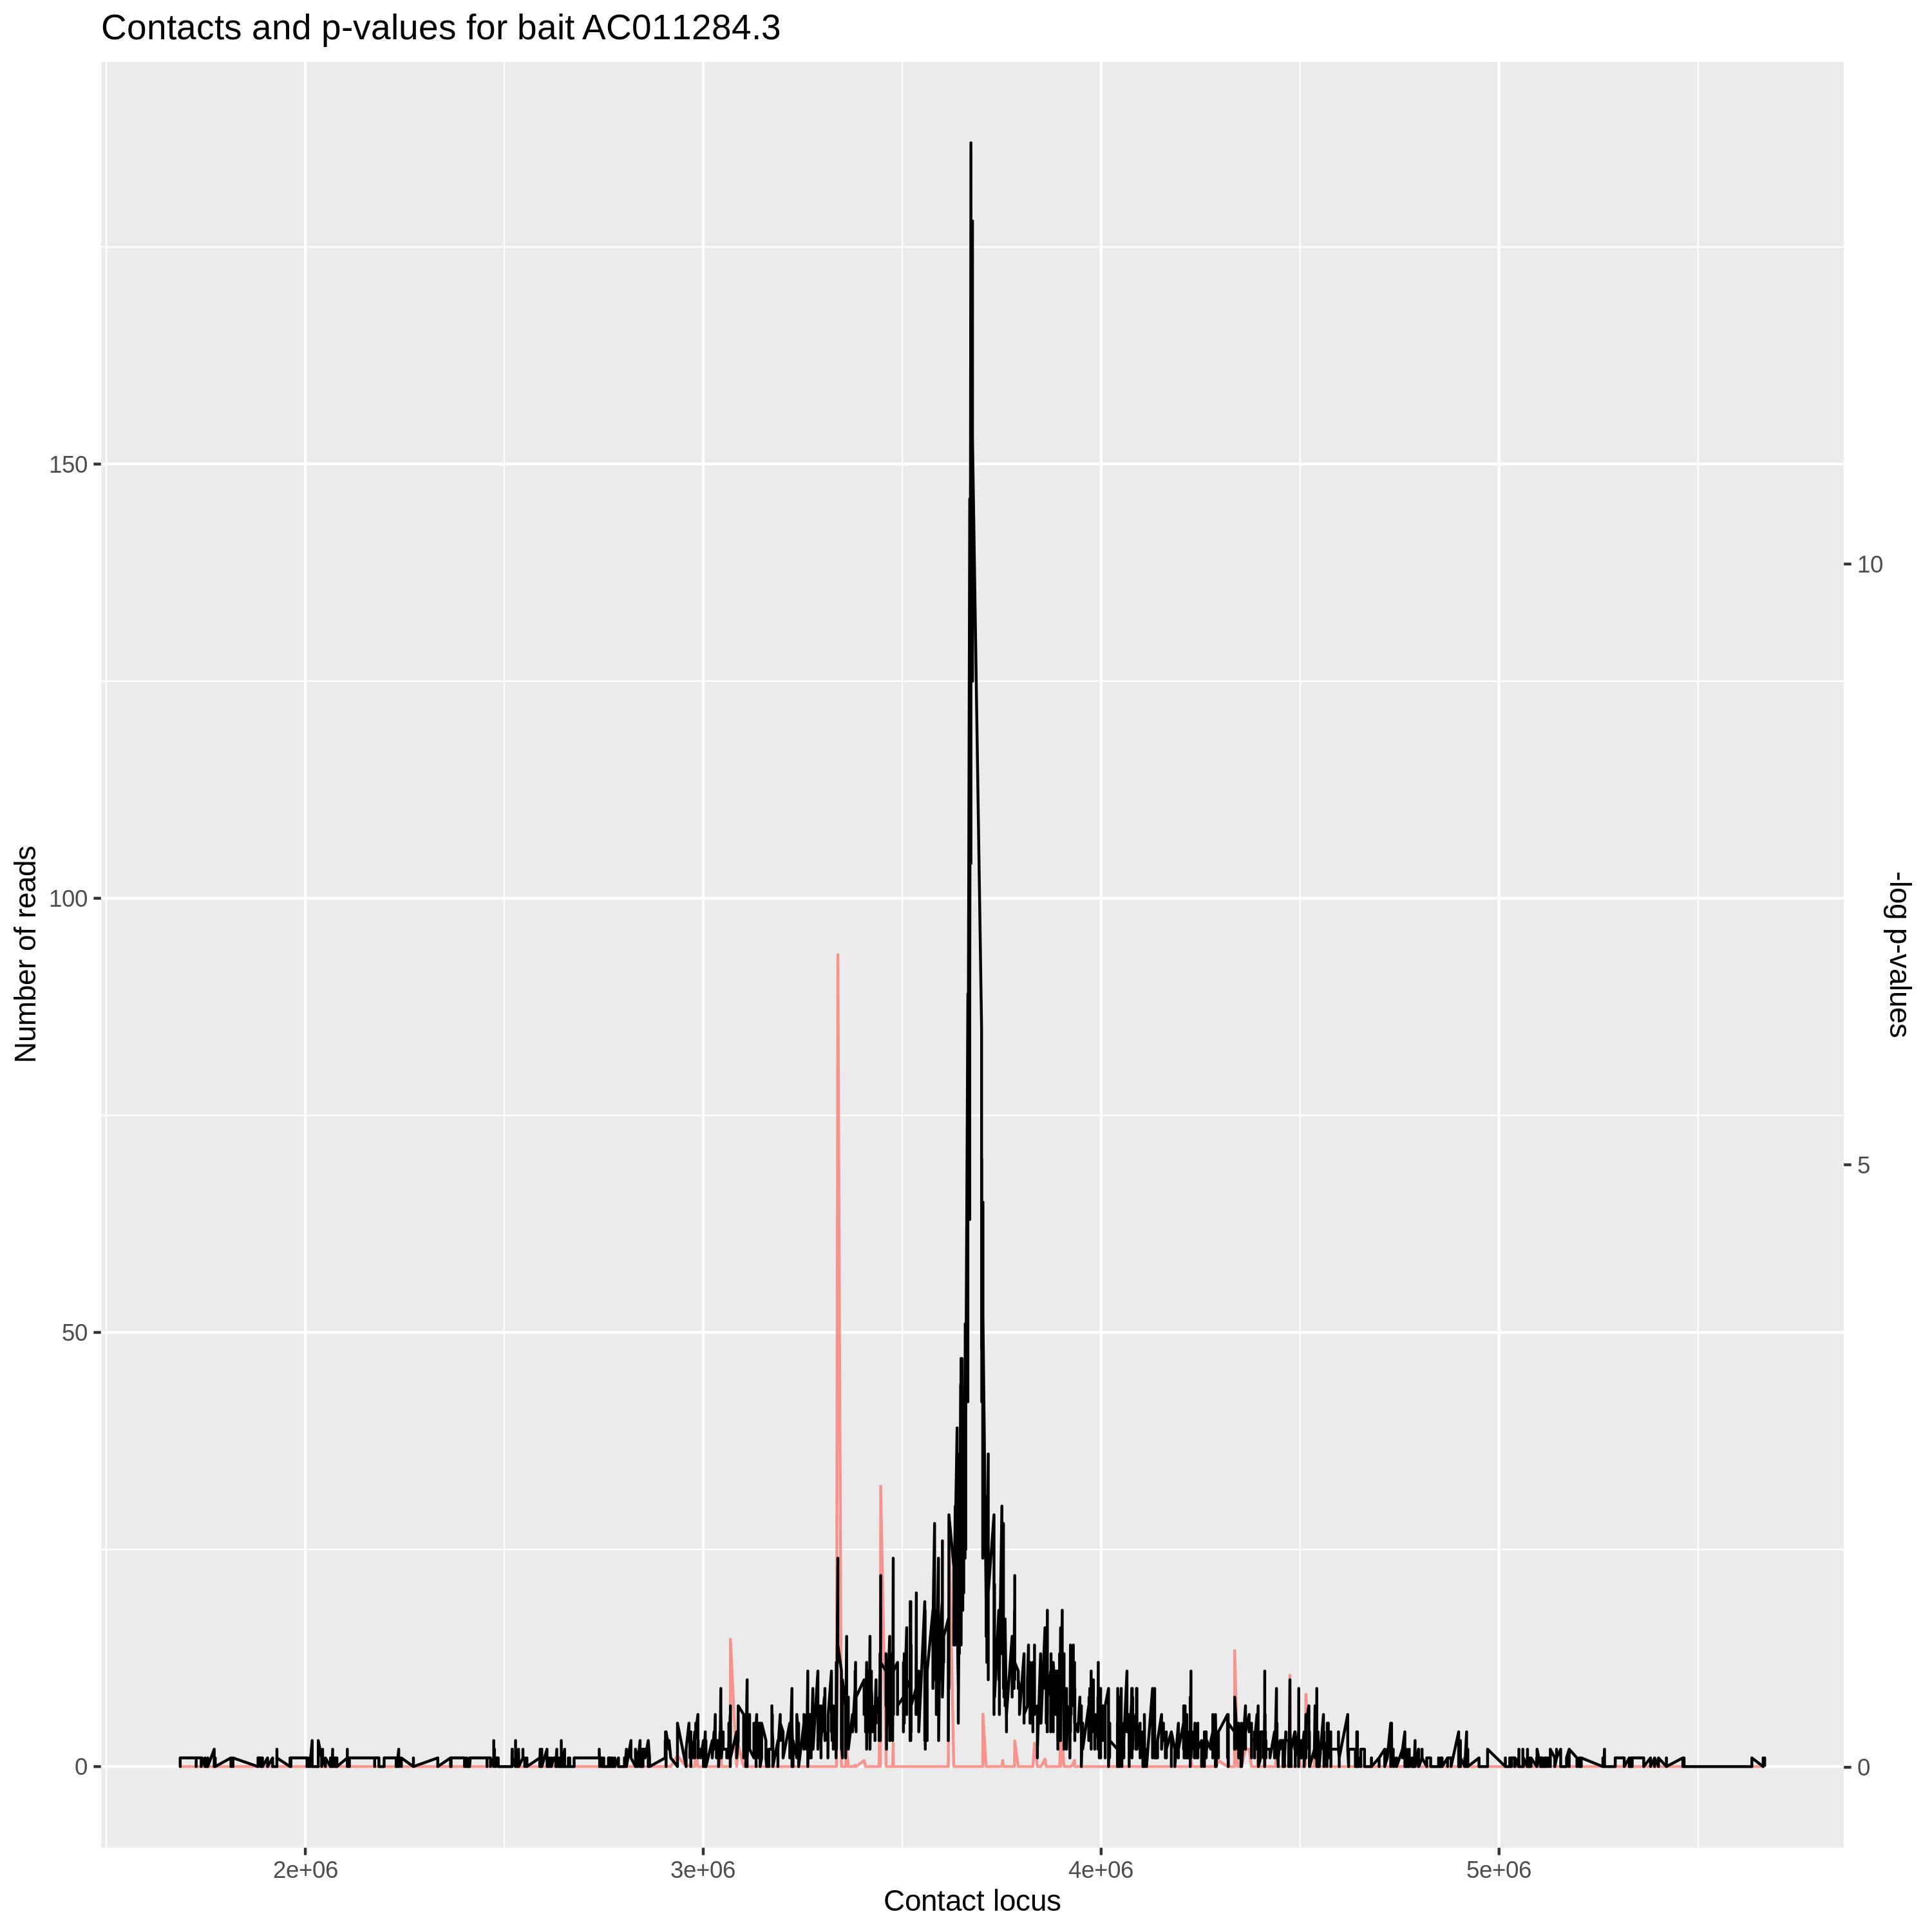 Contacts and p-values for bait AC011284.3
150
100
50
0
Number of reads
10
5
0
-log p-values
2e+06
3e+06
4e+06
5e+06
Contact locus